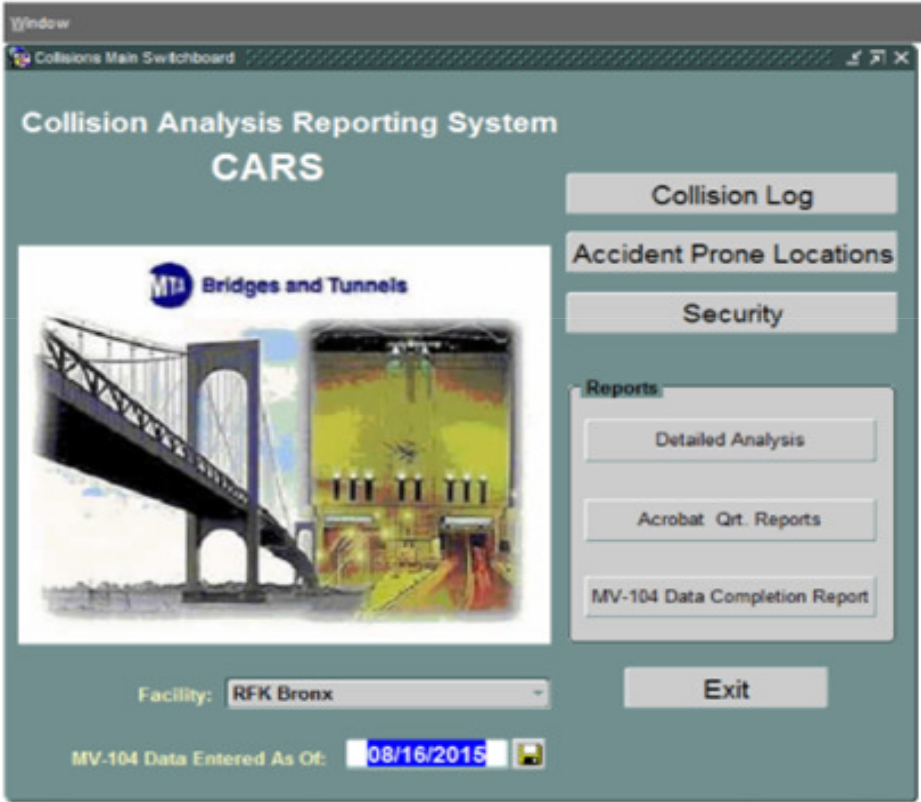 Window
Collisions Main Switchboard
Collision Analysis Reporting System
CARS
Collision Log
Accident Prone Locations
Security
MTA Bridges and Tunnels
Reports
Detailed Analysis
Acrobat Qrt. Reports
MV-104 Data Completion Report
Facility: RFK Bronx
Exit
MV-104 Data Entered As Of: 08/16/2015